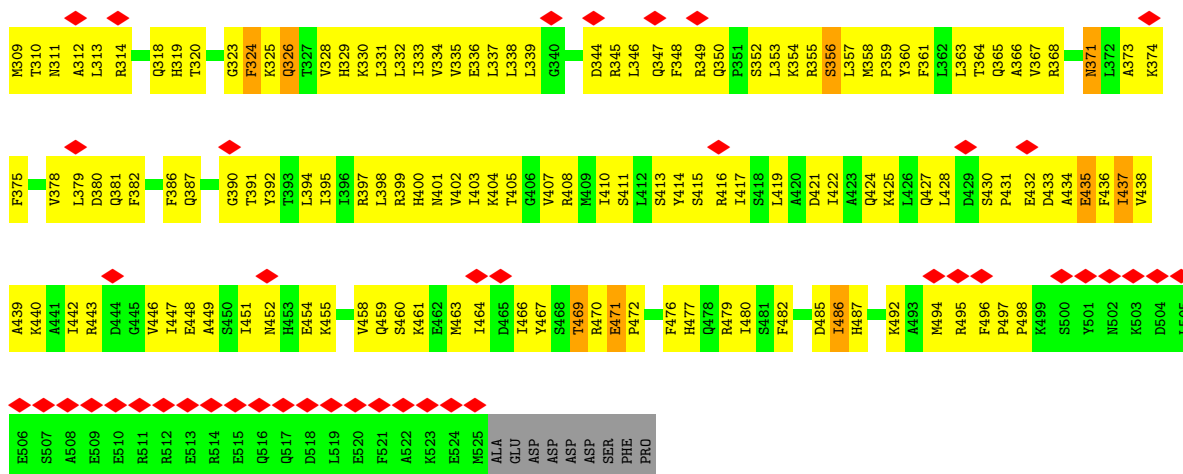 M309 T310 N311 A312 L313 R314 Q318 H319 T320 G323 F324 K325 Q326 T327 V328 H329 K330 L331 L332 I333 V334 V335 E336 L337 L338 L339 G340 D344 R345 L346 Q347 F348 R349 Q350 P351 S352 L353 K354 R355 S356 L357 M358 P359 Y360 F361 L362 L363 T364 Q365 A366 V367 R368 N371 L372 A373 K374
F375 V378 L379 D380 Q381 F382 F386 Q387 G390 T391 Y392 T393 L394 I395 I396 R397 L398 R399 H400 N401 V402 I403 K404 T405 G406 V407 R408 M409 I410 S411 L412 S413 Y414 S415 R416 I417 S418 L419 A420 D421 I422 A423 Q424 K425 L426 Q427 L428 D429 S430 P431 E432 D433 A434 E435 F436 I437 V438
A439 K440 A441 I442 R443 D444 G445 V446 I447 E448 A449 S450 I451 N452 H453 E454 K455 V458 Q459 S460 K461 E462 M463 I464 D465 I466 Y467 S468 T469 R470 E471 P472 F476 H477 Q478 R479 I480 S481 F482 D485 I486 H487 K492 A493 M494 R495 F496 P497 P498 K499 S500 Y501 N502 K503 D504 L505
E506 S507 A508 E509 E510 R511 R512 E513 R514 E515 Q516 Q517 D518 L519 E520 F521 A522 K523 E524 M525 ALA GLU ASP ASP ASP ASP SER PHE PRO